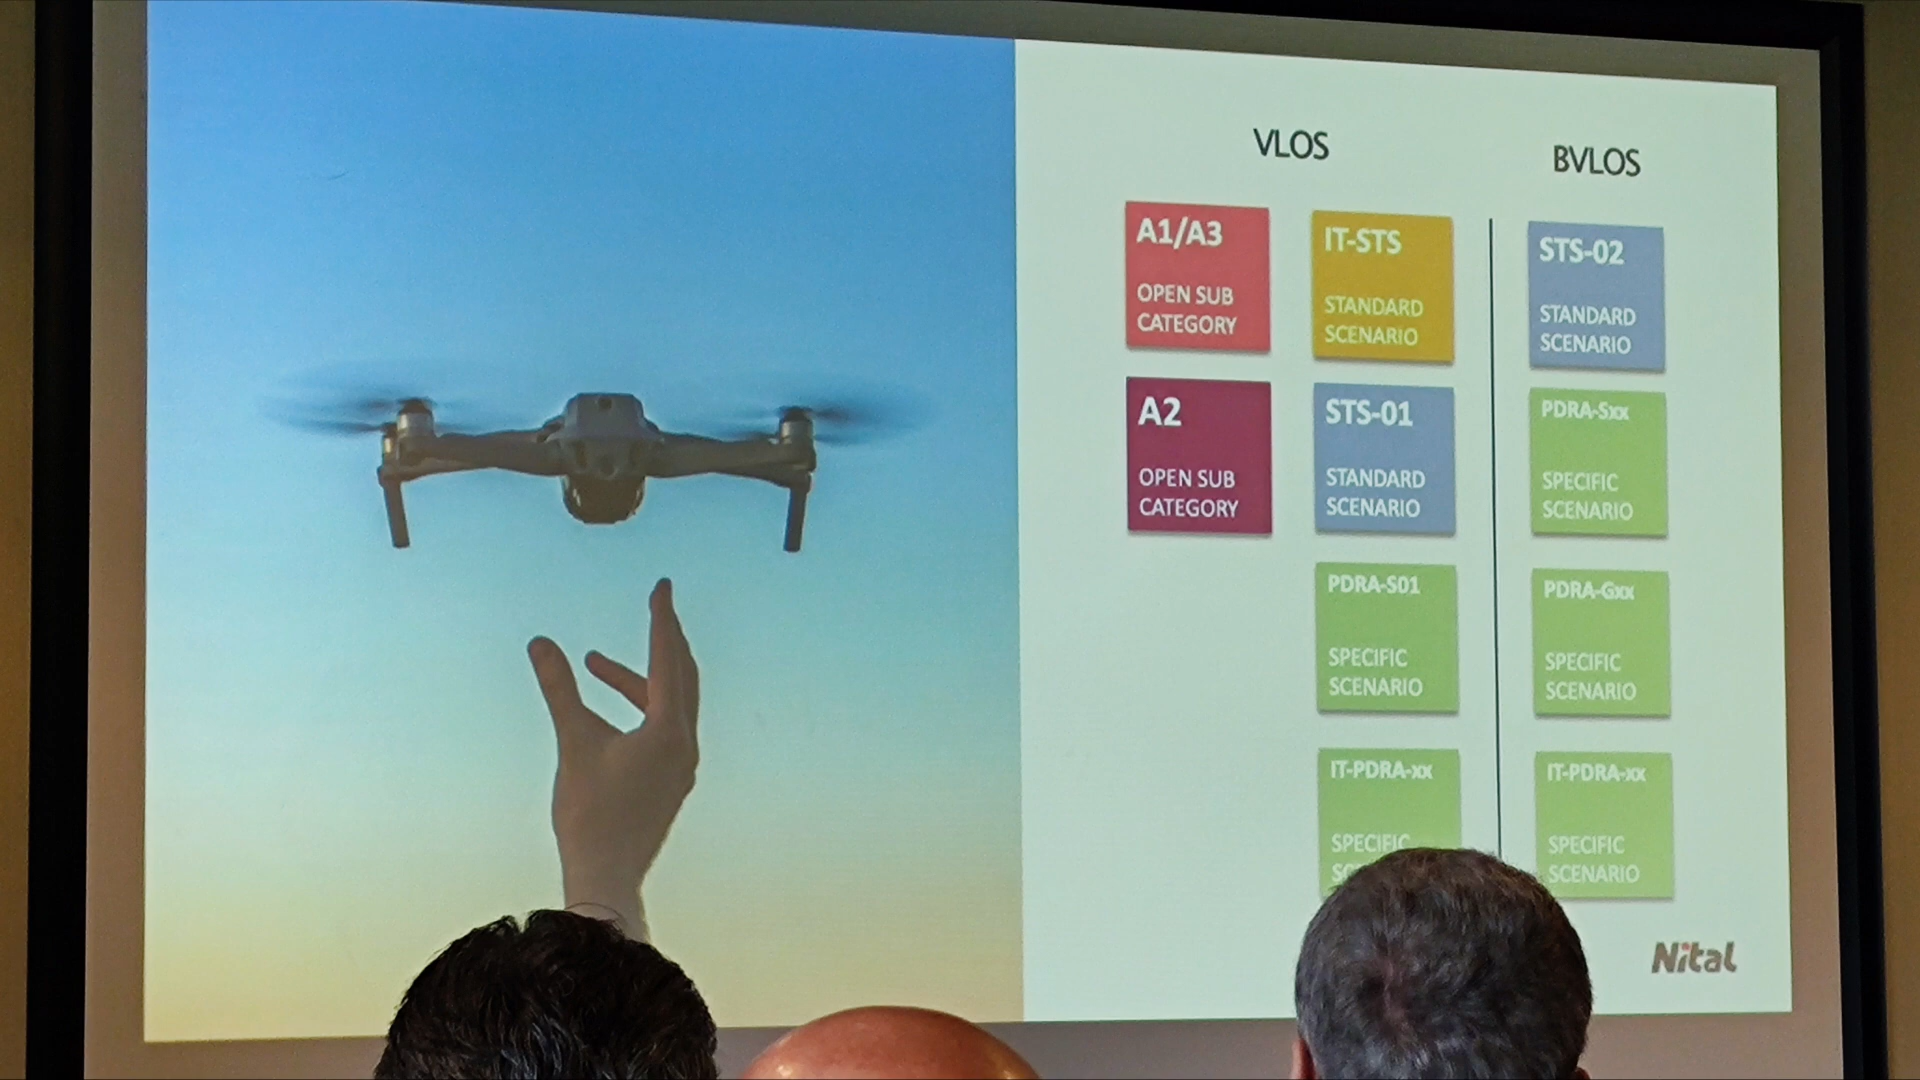 VLOS
BVLOS
A1/A3
OPEN SUB
CATEGORY
IT-STS
STANDARD
SCENARIO
STS-02
STANDARD
SCENARIO
A2
OPEN SUB
CATEGORY
STS-01
STANDARD
SCENARIO
PDRA-Sxx
SPECIFIC
SCENARIO
PDRA-S01
SPECIFIC
SCENARIO
PDRA-Gxx
SPECIFIC
SCENARIO
IT-PDRA-xx
SPECIFIC
IT-PDRA-xx
SPECIFIC
SCENARIO
Nital